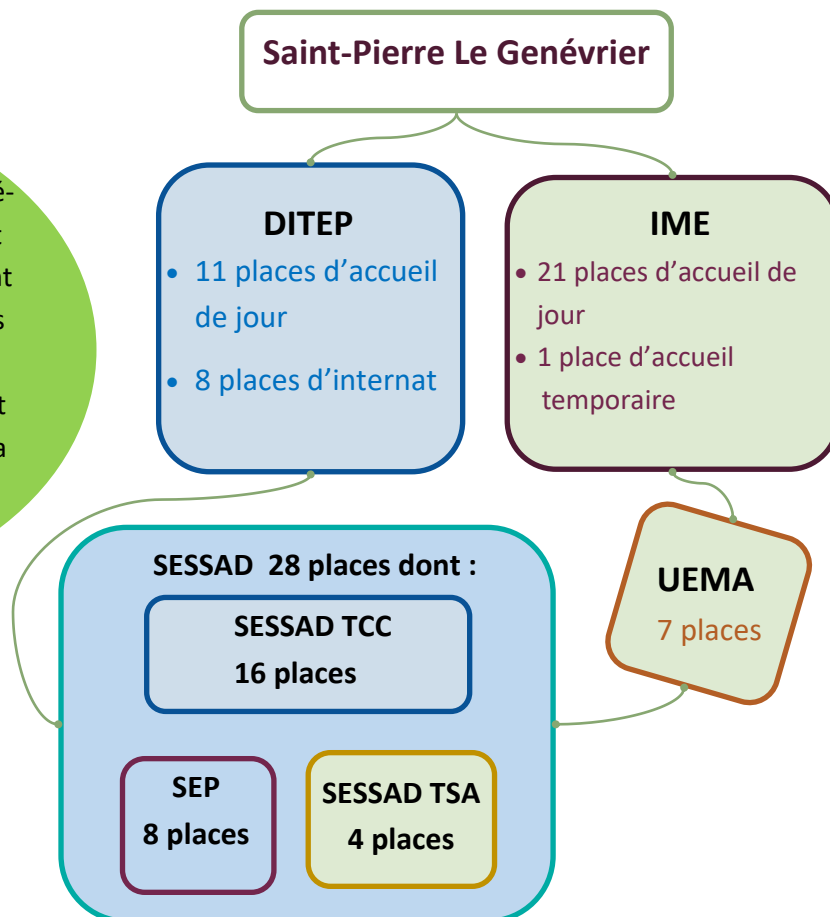 Saint-Pierre Le Genévrier
é-
t
s
t
a
DITEP
• 11 places d’accueil
de jour
• 8 places d’internat
IME
• 21 places d’accueil de
jour
• 1 place d’accueil
temporaire
SESSAD 28 places dont :
SESSAD TCC
16 places
SEP
8 places
SESSAD TSA
4 places
UEMA
7 places